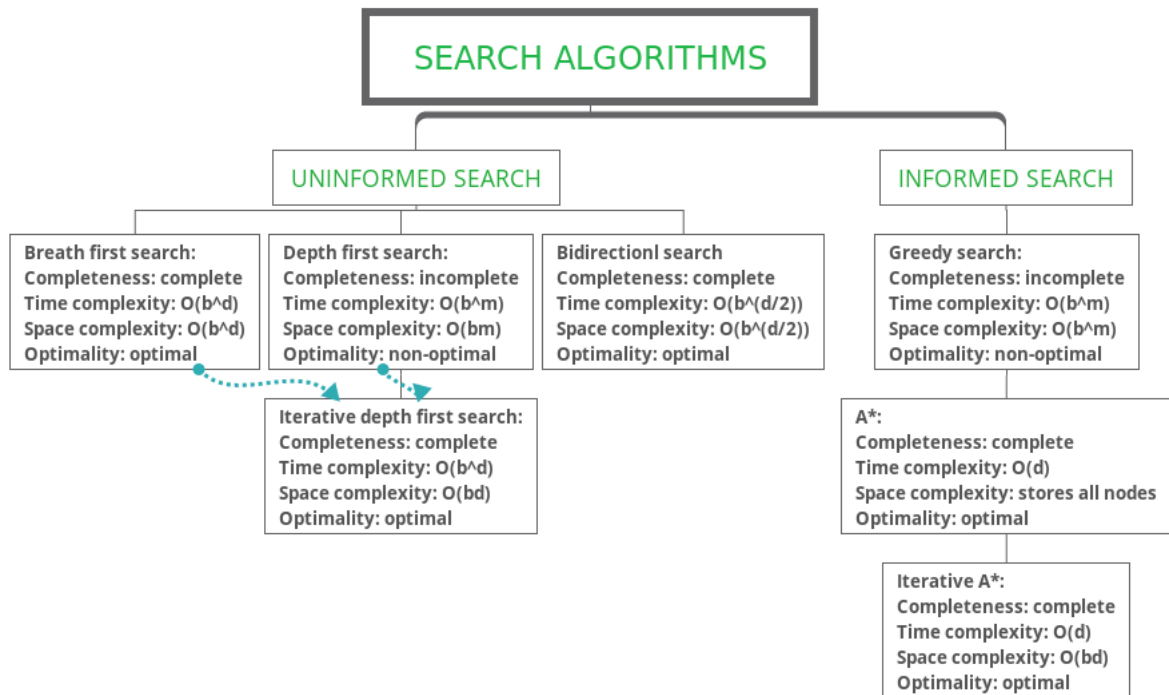 SEARCH ALGORITHMS
UNINFORMED SEARCH
INFORMED SEARCH
Breath first search:
Completeness: complete
Time complexity: O(b^d)
Space complexity: O(b^d)
Optimality: optimal
Depth first search:
Completeness: incomplete
Time complexity: O(b^m)
Space complexity: O(bm)
Optimality: non-optimal
Bidirectionl search
Completeness: complete
Time complexity: O(b^(d/2))
Space complexity: O(b^(d/2))
Optimality: optimal
Greedy search:
Completeness: incomplete
Time complexity: O(b^m)
Space complexity: O(b^m)
Optimality: non-optimal
Iterative depth first search:
Completeness: complete
Time complexity: O(b^d)
Space complexity: O(bd)
Optimality: optimal
A*:
Completeness: complete
Time complexity: O(d)
Space complexity: stores all nodes
Optimality: optimal
Iterative A*:
Completeness: complete
Time complexity: O(d)
Space complexity: O(bd)
Optimality: optimal